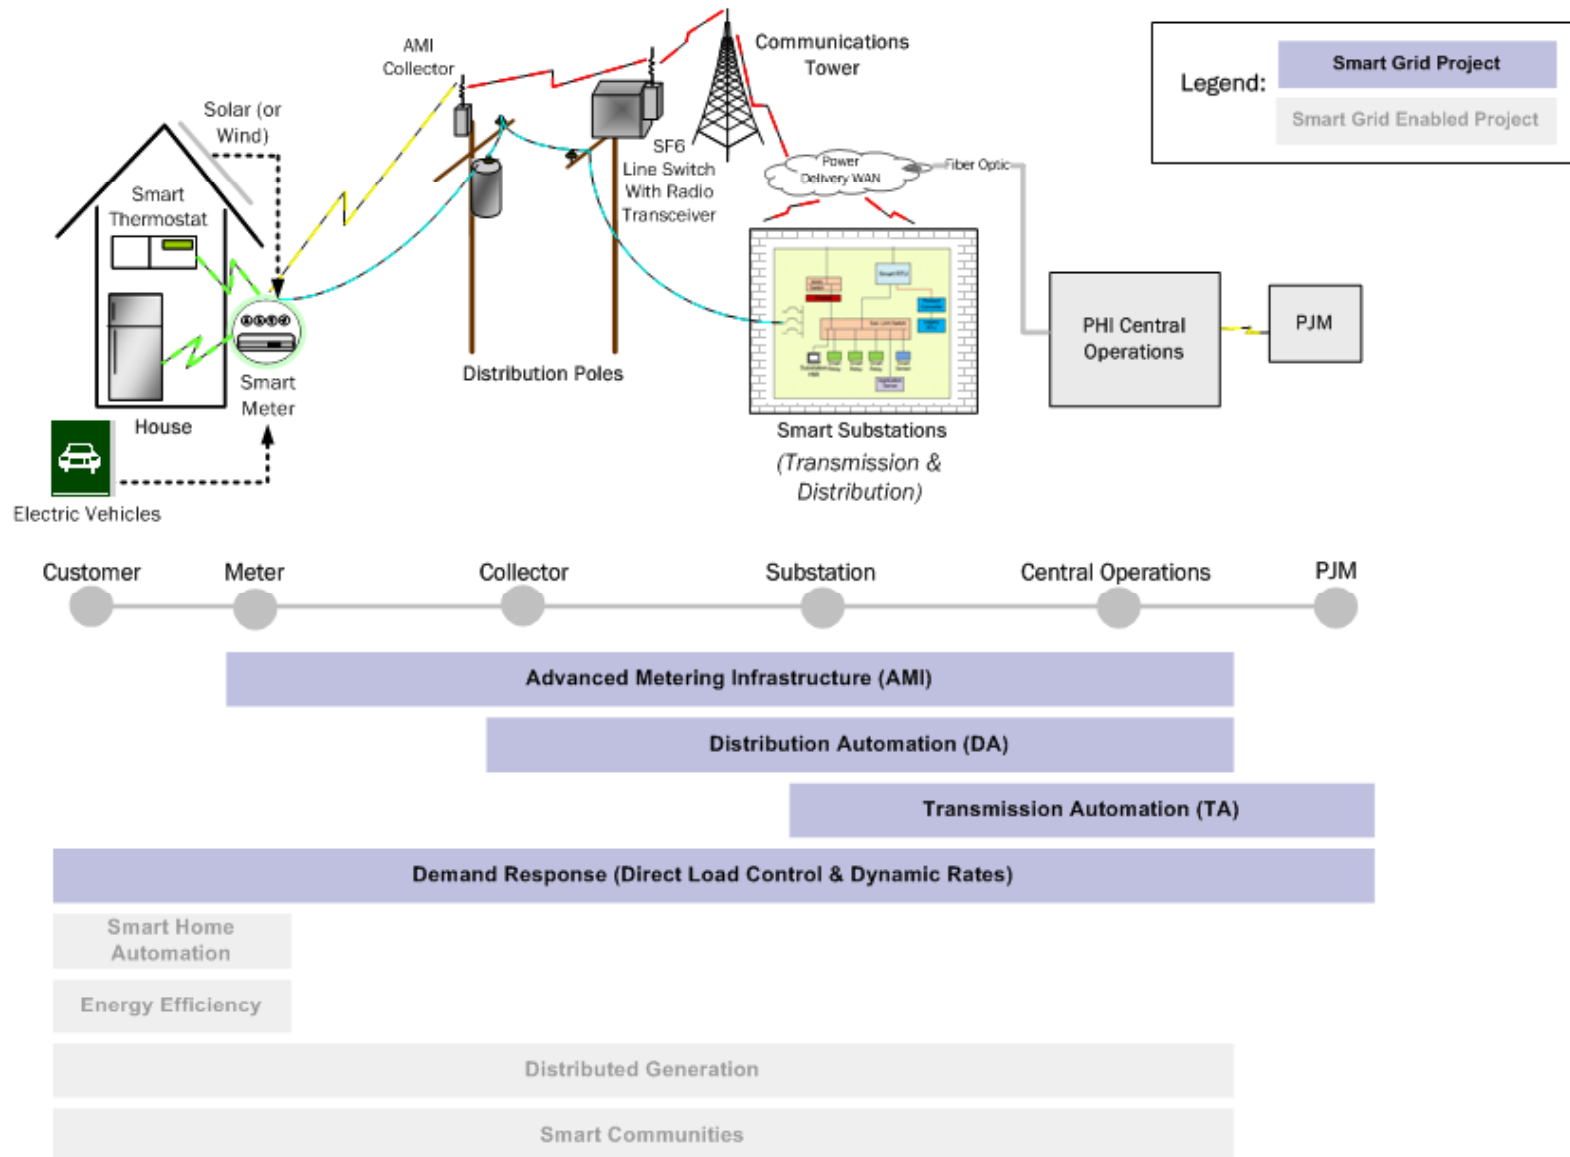 AMI
Collector
Communications
Tower
Legend:
Smart Grid Project
Smart Grid Enabled Project
Solar (or
Wind)
SF6
Line Switch
With Radio
Transceiver
Power
Delivery WAN
Fiber Optic
Smart
Thermostat
PHI Central
Operations
PJM
Smart
Meter
Distribution Poles
House
Smart Substations
(Transmission &
Distribution)
Electric Vehicles
Customer
Meter
Collector
Substation
Central Operations
PJM
Advanced Metering Infrastructure (AMI)
Distribution Automation (DA)
Transmission Automation (TA)
Demand Response (Direct Load Control & Dynamic Rates)
Smart Home
Automation
Energy Efficiency
Distributed Generation
Smart Communities